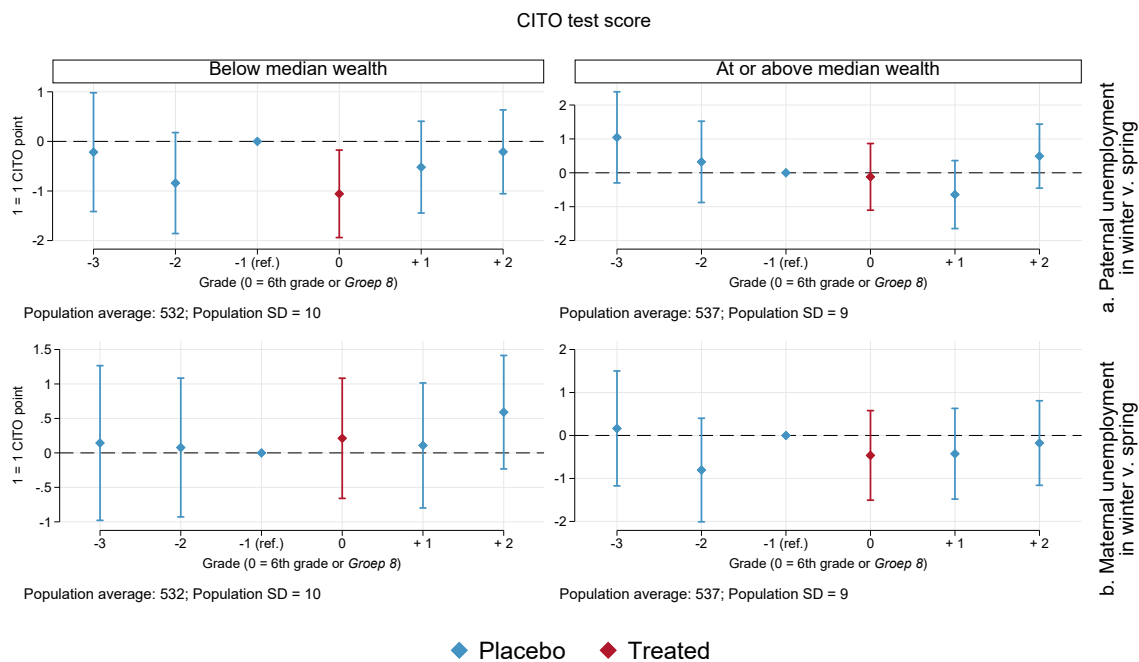 CITO test score
Below median wealth
1 = 1 CITO point
1
0
-1
-2
-3 -2 -1 (ref.) 0 + 1 + 2
Grade (0 = 6th grade or Groep 8)
Population average: 532; Population SD = 10
At or above median wealth
2
1
0
-1
-2
-3 -2 -1 (ref.) 0 + 1 + 2
Grade (0 = 6th grade or Groep 8)
Population average: 537; Population SD = 9
a. Paternal unemployment
in winter v. spring
1 = 1 CITO point
1.5
1
.5
0
-.5
-1
-3 -2 -1 (ref.) 0 + 1 + 2
Grade (0 = 6th grade or Groep 8)
Population average: 532; Population SD = 10
2
1
0
-1
-2
-3 -2 -1 (ref.) 0 + 1 + 2
Grade (0 = 6th grade or Groep 8)
Population average: 537; Population SD = 9
b. Maternal unemployment
in winter v. spring
Placebo Treated